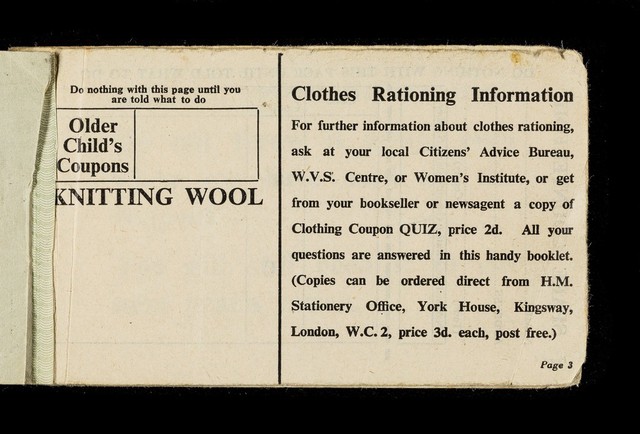 Do nothing with this page until you
are told what to do
Older
Child's
Coupons
KNITTING WOOL
Clothes Rationing Information
For further information about clothes rationing,
ask at your local Citizens' Advice Bureau,
W.V.S. Centre, or Women's Institute, or get
from your bookseller or newsagent a copy of
Clothing Coupon QUIZ, price 2d. All your
questions are answered in this handy booklet.
(Copies can be ordered direct from H.M.
Stationery Office, York House, Kingsway,
London, W.C. 2, price 3d. each, post free.)
Page 3